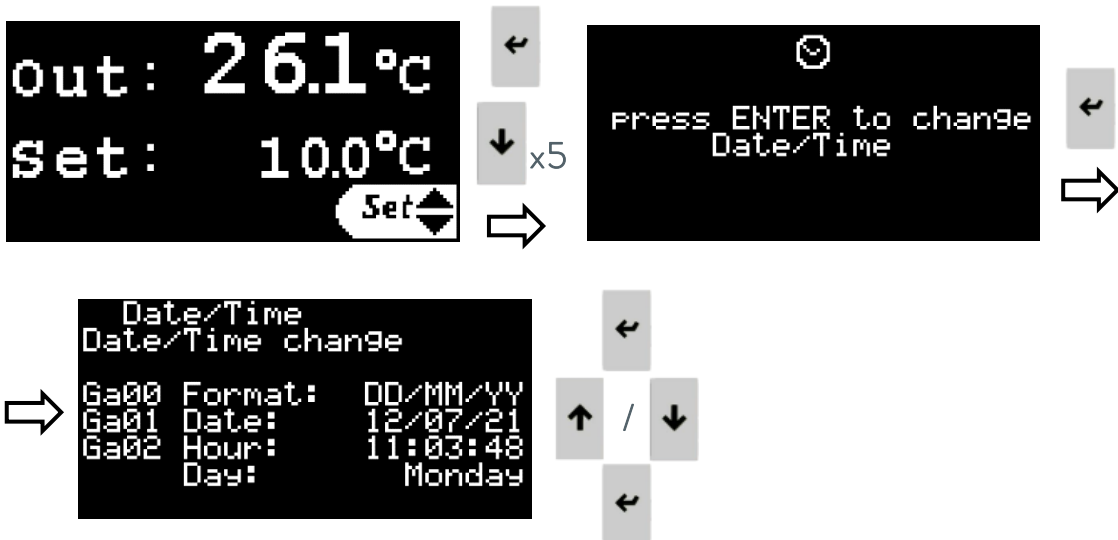 Out: 26.1°C
Set: 10.0°C
Set
x5
press ENTER to change
Date/Time
Date/Time
Date/Time change
Ga00 Format: DD/MM/YY
Ga01 Date: 12/07/21
Ga02 Hour: 11:03:48
Day: Monday
/